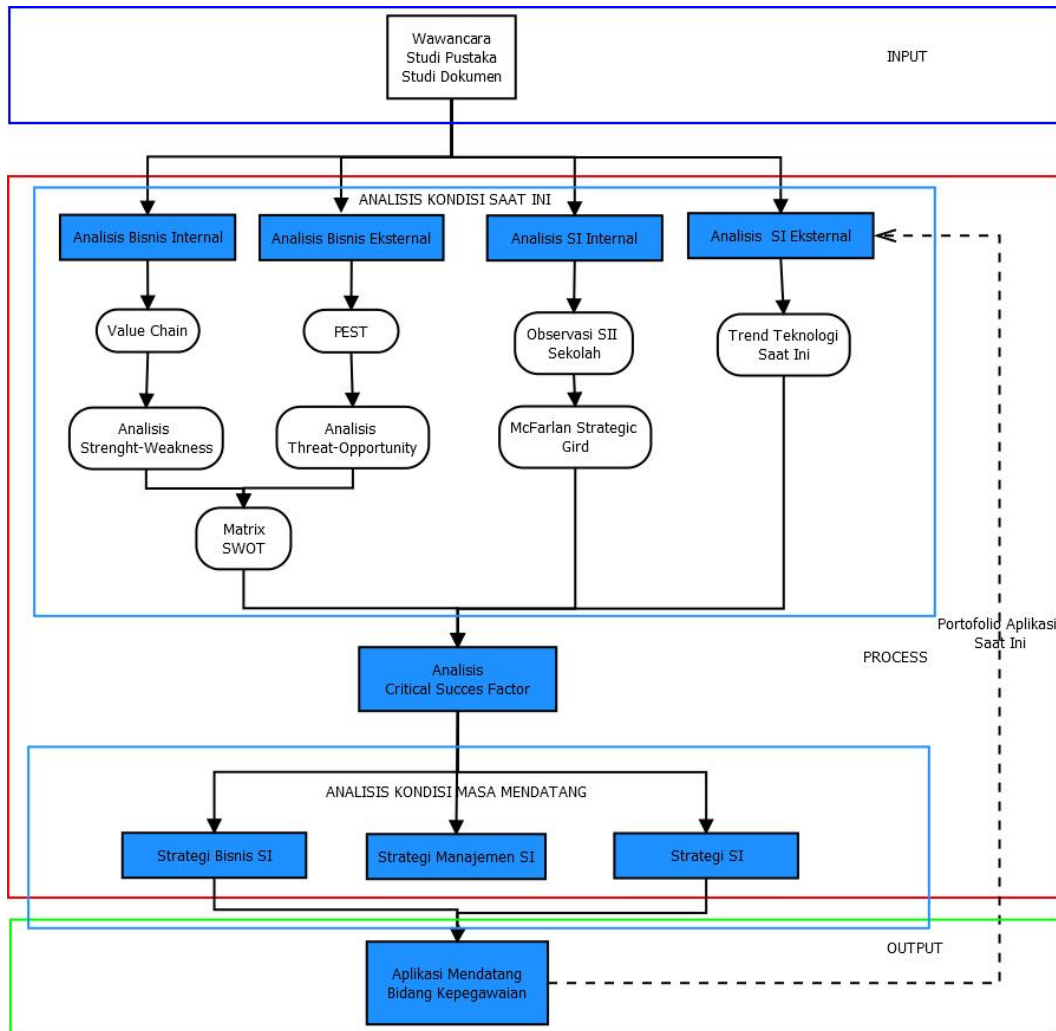 Wawancara
Studi Pustaka
Studi Dokumen
INPUT
ANALISIS KONDISI SAAT INI
Analisis Bisnis Internal
Analisis Bisnis Eksternal
Analisis SI Internal
Analisis SI Eksternal
Value Chain
PEST
Observasi SII
Sekolah
Trend Teknologi
Saat Ini
Analisis
Strenght-Weakness
Analisis
Threat-Opportunity
McFarlan Strategic
Gird
Matrix
SWOT
Portofolio Aplikasi
Saat Ini
PROCESS
Analisis
Critical Succes Factor
ANALISIS KONDISI MASA MENDATANG
Strategi Bisnis SI
Strategi Manajemen SI
Strategi SI
OUTPUT
Aplikasi Mendatang
Bidang Kepegawaian